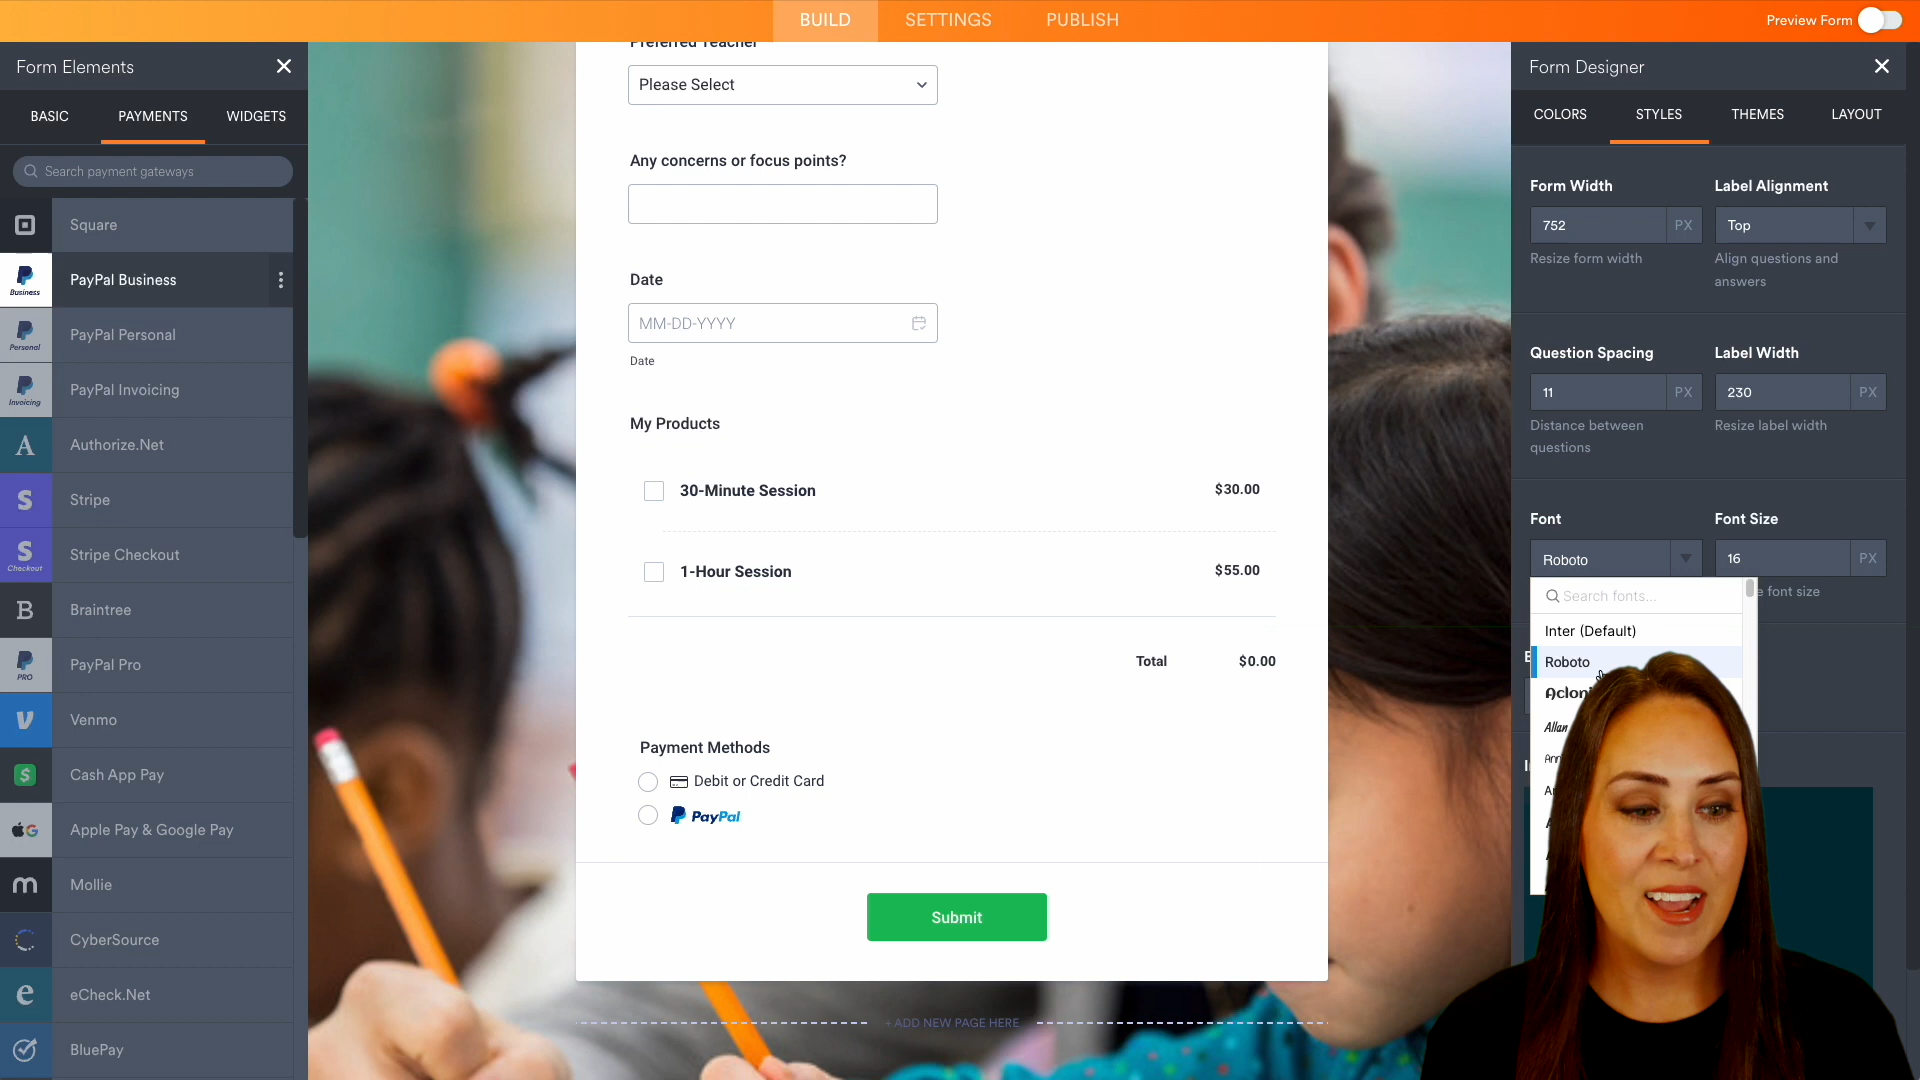 BUILD
SETTINGS
PUBLISH
Preview Form
Form Elements
BASIC
PAYMENTS
WIDGETS
Search payment gateways
Square
Business
PayPal Business
Personal
PayPal Personal
Invoicing
PayPal Invoicing
A
Authorize.Net
S
Stripe
S
Checkout
Stripe Checkout
B
Braintree
PRO
PayPal Pro
Venmo
$
Cash App Pay
G
Apple Pay & Google Pay
m
Mollie
CyberSource
e
eCheck.Net
BluePay
Preferred Teacher
Please Select
Any concerns or focus points?
Date
MM-DD-YYYY
Date
My Products
30-Minute Session
$30.00
1-Hour Session
$55.00
Total
$0.00
Payment Methods
Debit or Credit Card
PayPal
Submit
+ ADD NEW PAGE HERE
Form Designer
COLORS
STYLES
THEMES
LAYOUT
Form Width
Label Alignment
752 PX
Top
Resize form width
Align questions and
answers
Question Spacing
Label Width
11 PX
230 PX
Distance between
questions
Resize label width
Font
Font Size
Roboto
16 PX
font size
Search fonts...
Inter (Default)
Roboto
Allan